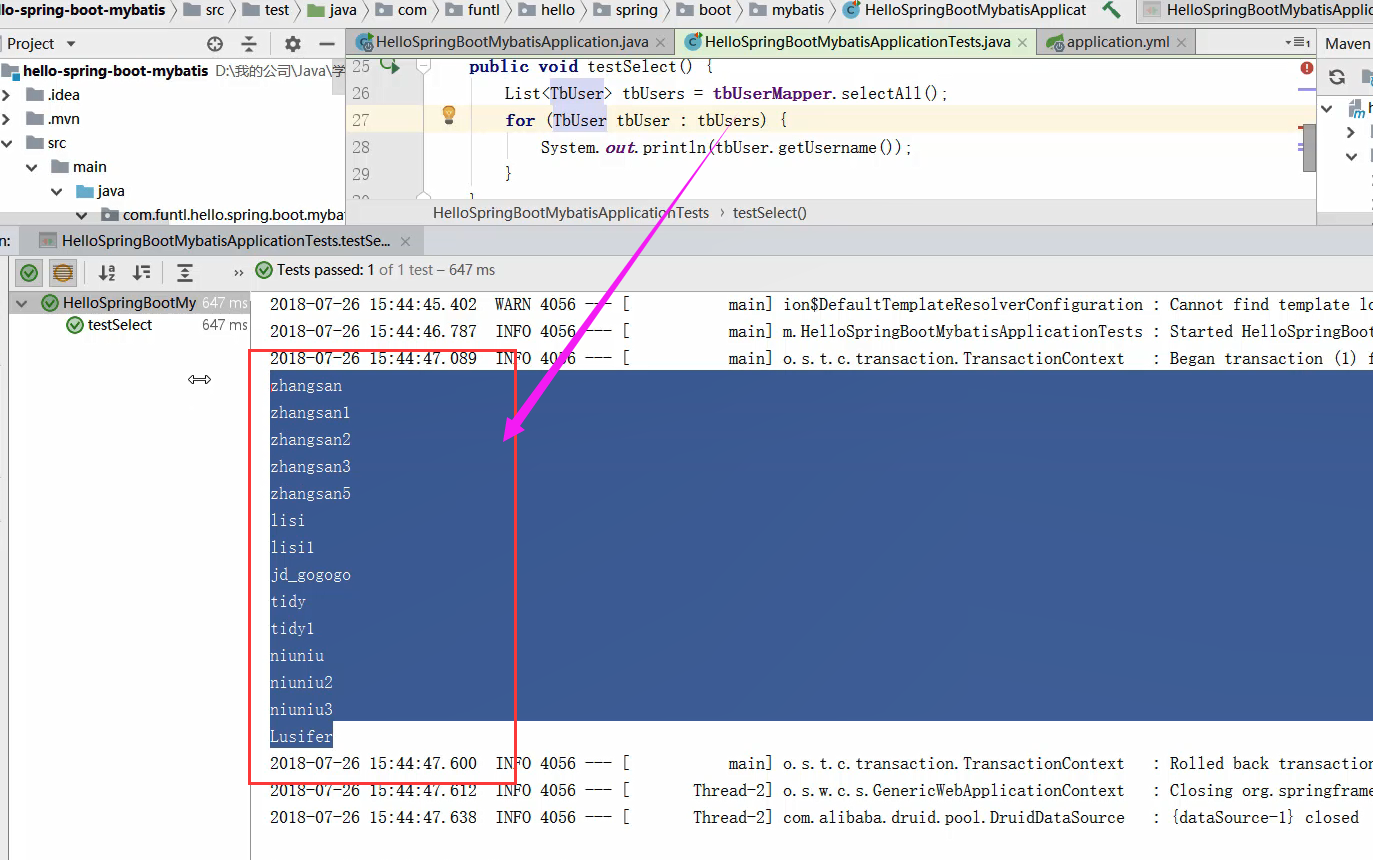 llo-spring-boot-mybatis src test java com funtl hello spring boot mybatis HelloSpringBootMybatisApplicat HelloSpringBootMybatisApplic
Project HelloSpringBootMybatisApplication.java HelloSpringBootMybatisApplicationTests.java application.yml Maven
hello-spring-boot-mybatis D:\我的公司\Java\学
.idea
.mvn
src
main
java
com.funtl.hello.spring.boot.myba
25 public void testSelect() {
26 List<TbUser> tbUsers = tbUserMapper.selectAll();
27 for (TbUser tbUser : tbUsers) {
28 System.out.println(tbUser.getUsername());
29 }
HelloSpringBootMybatisApplicationTests › testSelect()
n: HelloSpringBootMybatisApplicationTests.testSe...
» Tests passed: 1 of 1 test – 647 ms
HelloSpringBootMy 647 ms
testSelect 647 ms
2018-07-26 15:44:45.402 WARN 4056 --- [ main] ion$DefaultTemplateResolverConfiguration : Cannot find template lo
2018-07-26 15:44:46.787 INFO 4056 --- [ main] m.HelloSpringBootMybatisApplicationTests : Started HelloSpringBoot
2018-07-26 15:44:47.089 INFO 4056 --- [ main] o.s.t.c.transaction.TransactionContext : Began transaction (1) f
zhangsan
zhangsan1
zhangsan2
zhangsan3
zhangsan5
lisi
lisi1
jd_gogogo
tidy
tidy1
niuniu
niuniu2
niuniu3
Lusifer
2018-07-26 15:44:47.600 INFO 4056 --- [ main] o.s.t.c.transaction.TransactionContext : Rolled back transaction
2018-07-26 15:44:47.612 INFO 4056 --- [ Thread-2] o.s.w.c.s.GenericWebApplicationContext : Closing org.springframe
2018-07-26 15:44:47.638 INFO 4056 --- [ Thread-2] com.alibaba.druid.pool.DruidDataSource : {dataSource-1} closed